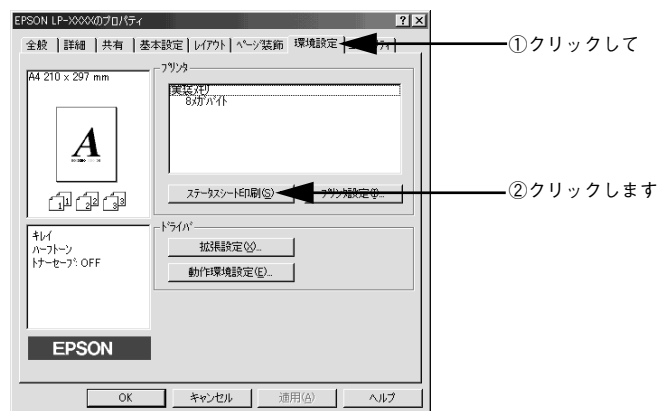 EPSON LP-XXXXのプロパティ
全般 詳細 共有 基本設定 レイアウト ページ装飾 環境設定
①クリックして
A4 210 x 297 mm
プリンタ
実装メモリ
8メガバイト
A
1 1 2 2 3 3
ステータスシート印刷(S)
②クリックします
キレイ
ハーフトーン
トナーセーブ: OFF
ドライバ
拡張設定(X)...
動作環境設定(E)...
EPSON
OK キャンセル 適用(A) ヘルプ